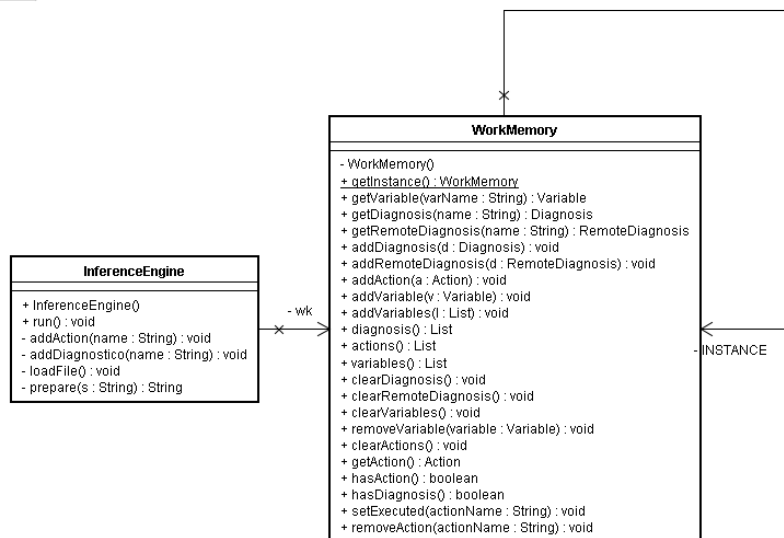 WorkMemory
- WorkMemory()
+ getInstance() : WorkMemory
+ getVariable(varName : String) : Variable
+ getDiagnosis(name : String) : Diagnosis
+ getRemoteDiagnosis(name : String) : RemoteDiagnosis
+ addDiagnosis(d : Diagnosis) : void
+ addRemoteDiagnosis(d : RemoteDiagnosis) : void
+ addAction(a : Action) : void
+ addVariable(v : Variable) : void
+ addVariables(l : List) : void
+ diagnosis() : List
+ actions() : List
+ variables() : List
+ clearDiagnosis() : void
+ clearRemoteDiagnosis() : void
+ clearVariables() : void
+ removeVariable(variable : Variable) : void
+ clearActions() : void
+ getAction() : Action
+ hasAction() : boolean
+ hasDiagnosis() : boolean
+ setExecuted(actionName : String) : void
+ removeAction(actionName : String) : void
InferenceEngine
+ InferenceEngine()
+ run() : void
- addAction(name : String) : void
- addDiagnostico(name : String) : void
- loadFile() : void
- prepare(s : String) : String
- wk
- INSTANCE